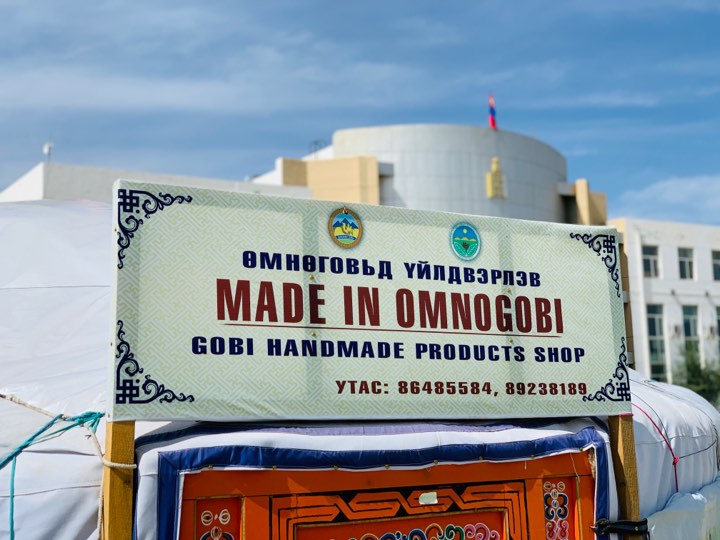 ӨМНӨГОВЬД ҮЙЛДВЭРЛЭВ
MADE IN OMNOGOBI
GOBI HANDMADE PRODUCTS SHOP
УТАС: 86485584, 89238189